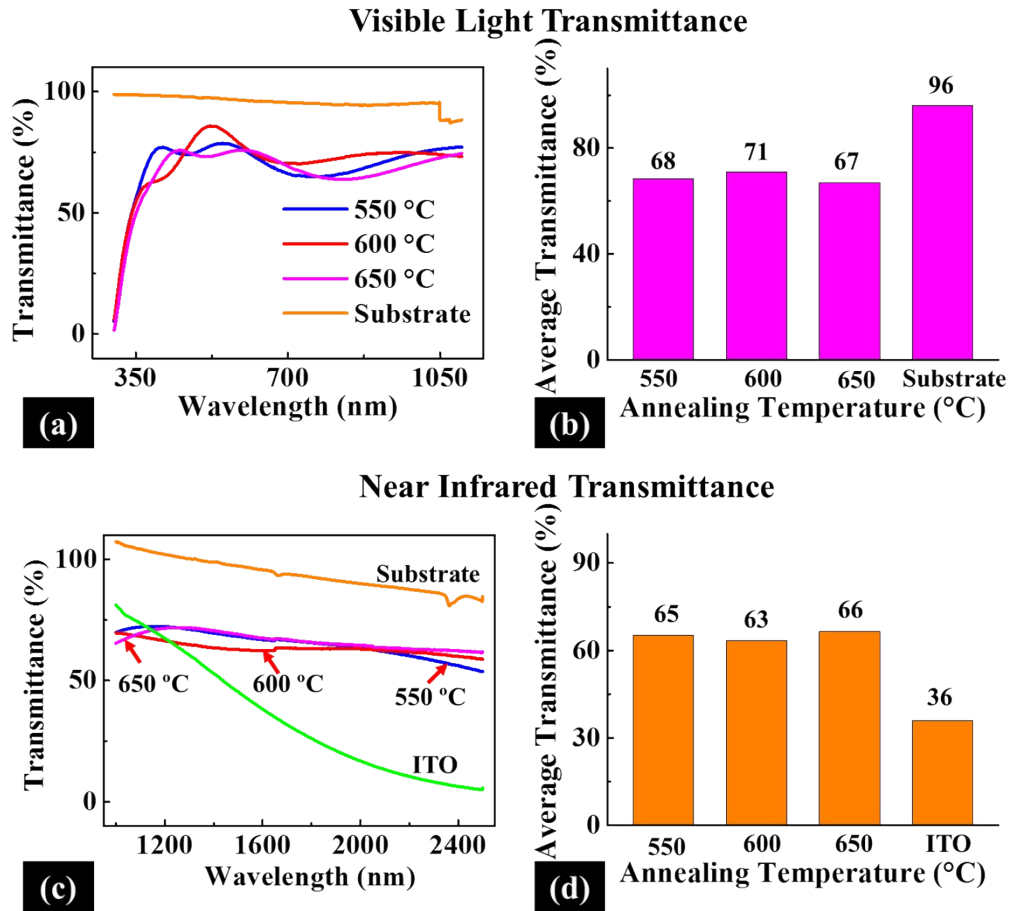 Visible Light Transmittance
Transmittance (%)
100
50
0
550 °C
600 °C
650 °C
Substrate
350
700
1050
Wavelength (nm)
(a)
Average Transmittance (%)
80
40
0
68
71
67
96
550
600
650
Substrate
Annealing Temperature (°C)
(b)
Near Infrared Transmittance
Transmittance (%)
100
50
0
Substrate
650 ºC
600 ºC
550 ºC
ITO
1200
1600
2000
2400
Wavelength (nm)
(c)
Average Transmittance (%)
90
60
30
0
65
63
66
36
550
600
650
ITO
Annealing Temperature (°C)
(d)